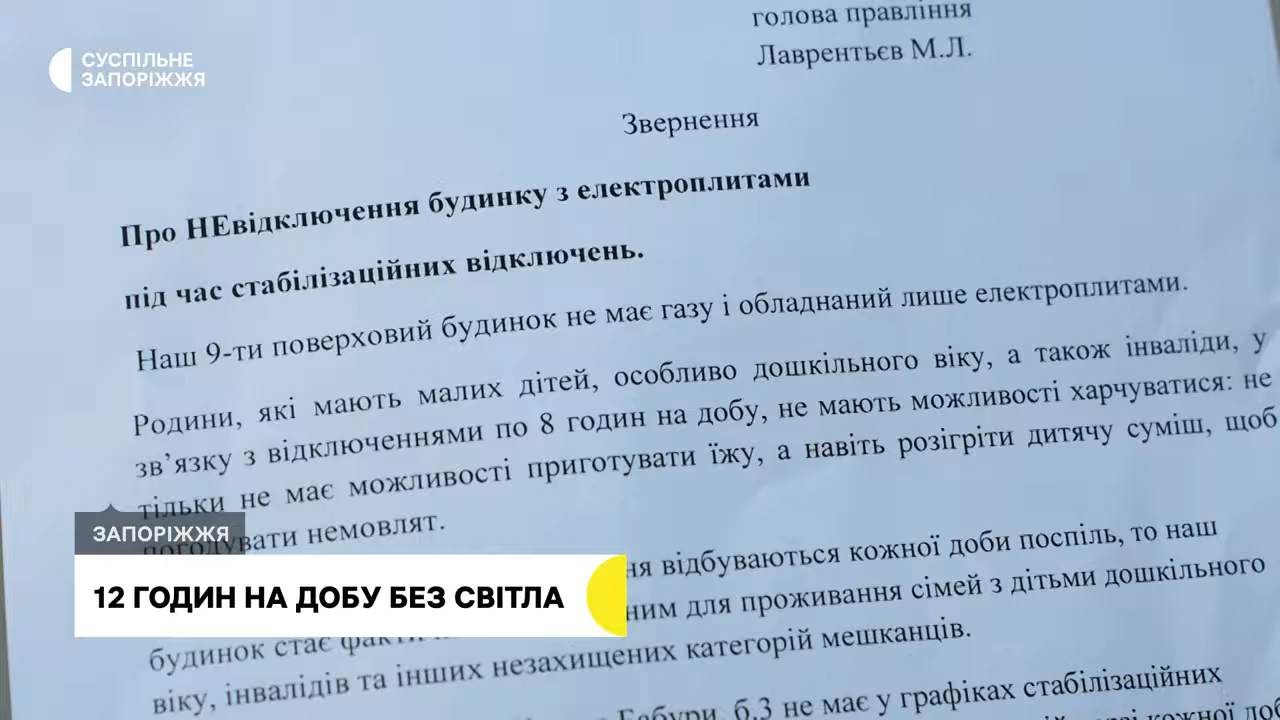 СУСПІЛЬНЕ
ЗАПОРІЖЖЯ
голова правління
Лаврентьєв М.Л.
Звернення
Про НЕвідключення будинку з електроплитами
під час стабілізаційних відключень.
Наш 9-ти поверховий будинок не має газу і обладнаний лише електроплитами.
Родини, які мають малих дітей, особливо дошкільного віку, а також інваліди, у
зв’язку з відключеннями по 8 годин на добу, не мають можливості харчуватися: не
тільки не має можливості приготувати їжу, а навіть розігріти дитячу суміш, щоб
погодувати немовлят.
ня відбуваються кожної доби поспіль, то наш
будинок стає
ним для проживання сімей з дітьми дошкільного
віку, інвалідів та інших незахищених категорій мешканців.
Бабури, б.3 не має у графіках стабілізаційних
кожної доб
ЗАПОРІЖЖЯ
12 ГОДИН НА ДОБУ БЕЗ СВІТЛА